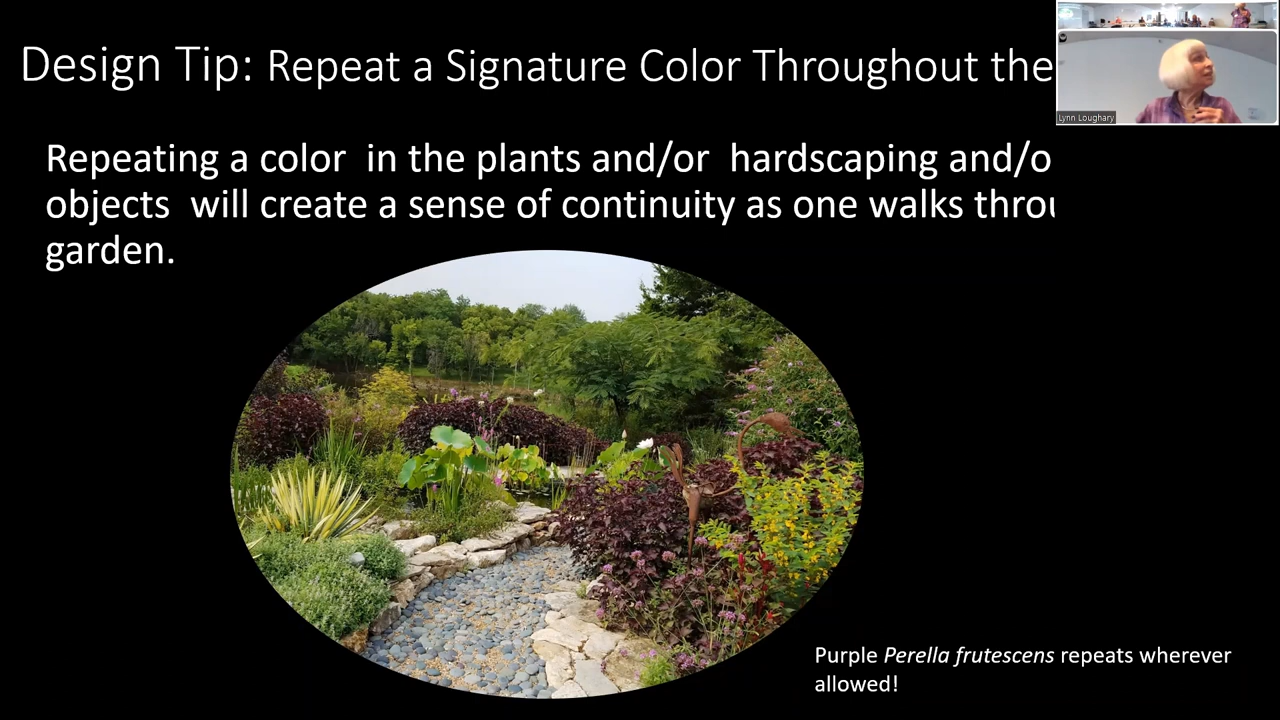 Design Tip: Repeat a Signature Color Throughout the
Lynn Loughary
Repeating a color in the plants and/or hardscaping and/o
objects will create a sense of continuity as one walks throu
garden.
Purple Perella frutescens repeats wherever
allowed!